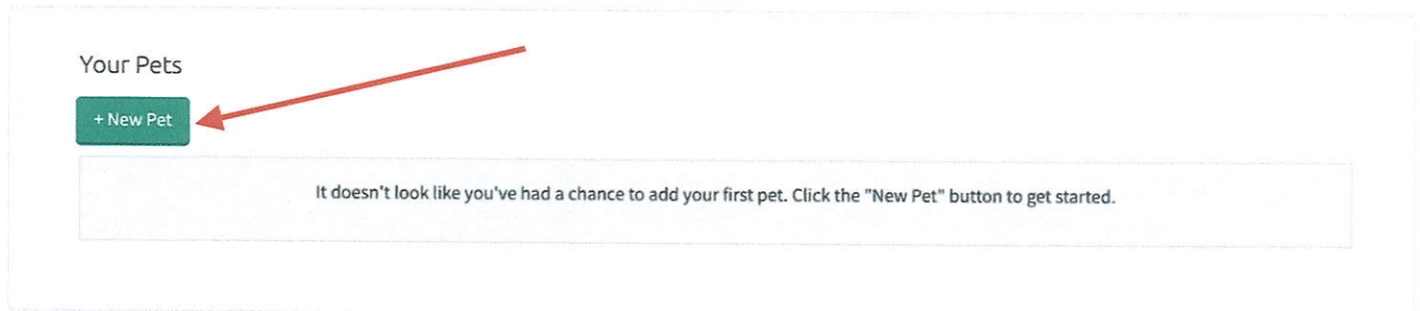 Your Pets
+ New Pet
It doesn't look like you've had a chance to add your first pet. Click the "New Pet" button to get started.